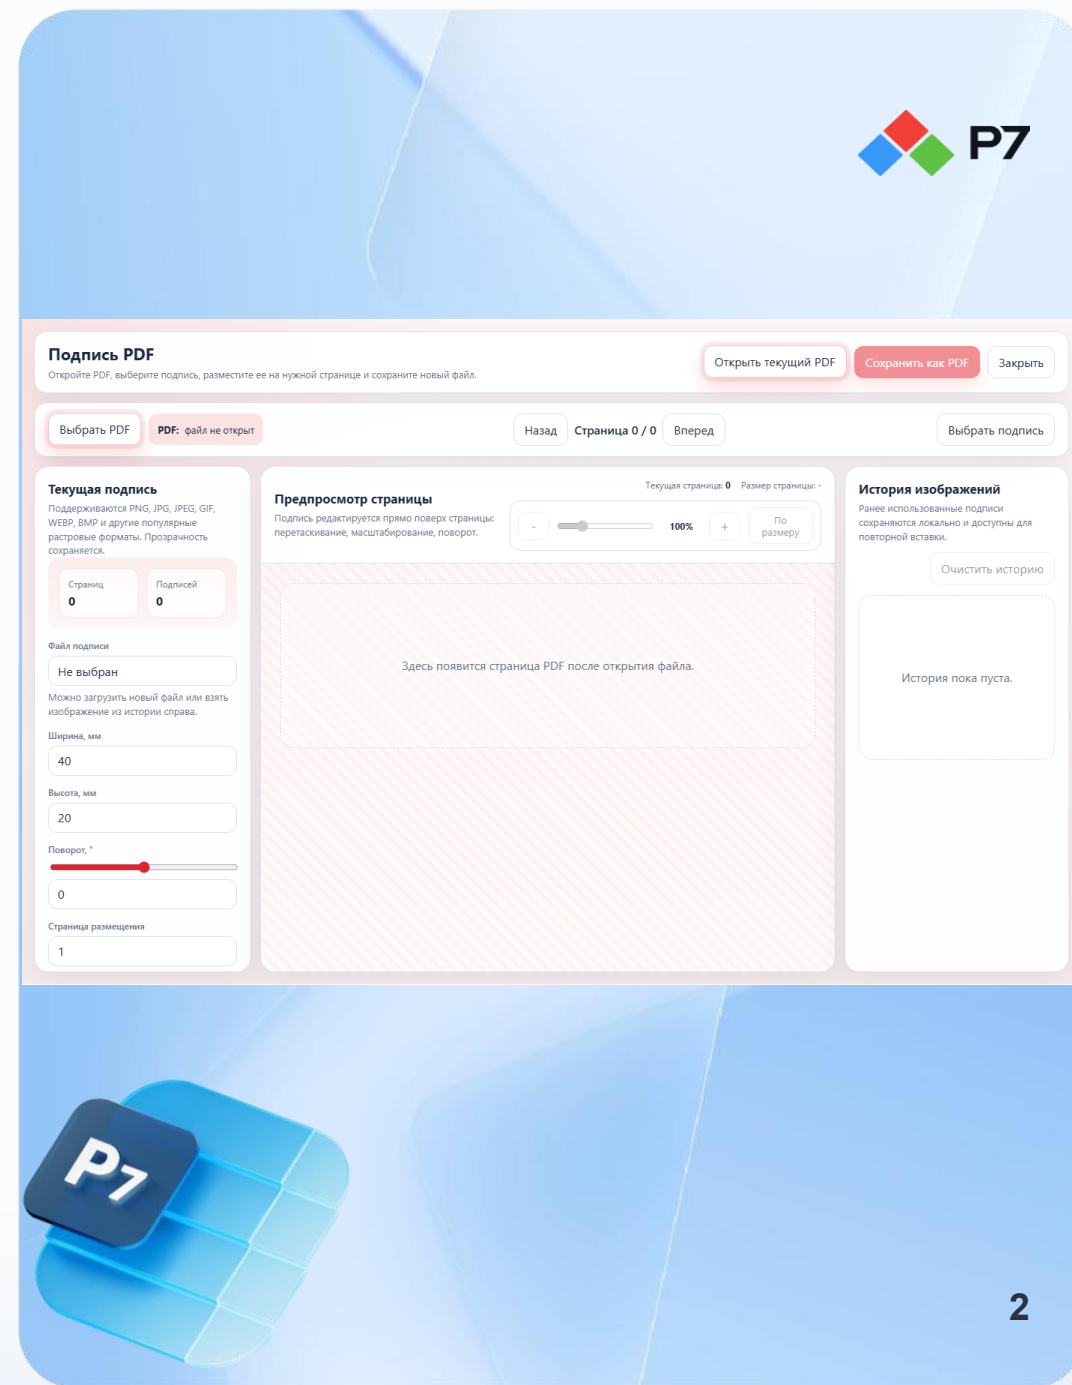 Р7
Подпись PDF
Откройте PDF, выберите подпись, разместите ее на нужной странице и сохраните новый файл.
Открыть текущий PDF
Сохранить как PDF
Закрыть
Выбрать PDF
PDF: файл не открыт
Назад
Страница 0 / 0
Вперед
Выбрать подпись
Текущая подпись
Поддерживаются PNG, JPG, JPEG, GIF,
WEBP, BMP и другие популярные
растровые форматы. Прозрачность
сохраняется.
Страниц
0
Подписей
0
Файл подписи
Не выбран
Можно загрузить новый файл или взять
изображение из истории справа.
Ширина, мм
40
Высота, мм
20
Поворот, °
0
Страница размещения
1
Предпросмотр страницы
Подпись редактируется прямо поверх страницы:
перетаскивание, масштабирование, поворот.
Текущая страница: 0 Размер страницы: -
-
100%
+
По
размеру
Здесь появится страница PDF после открытия файла.
История изображений
Ранее использованные подписи
сохраняются локально и доступны для
повторной вставки.
Очистить историю
История пока пуста.
Р7
2